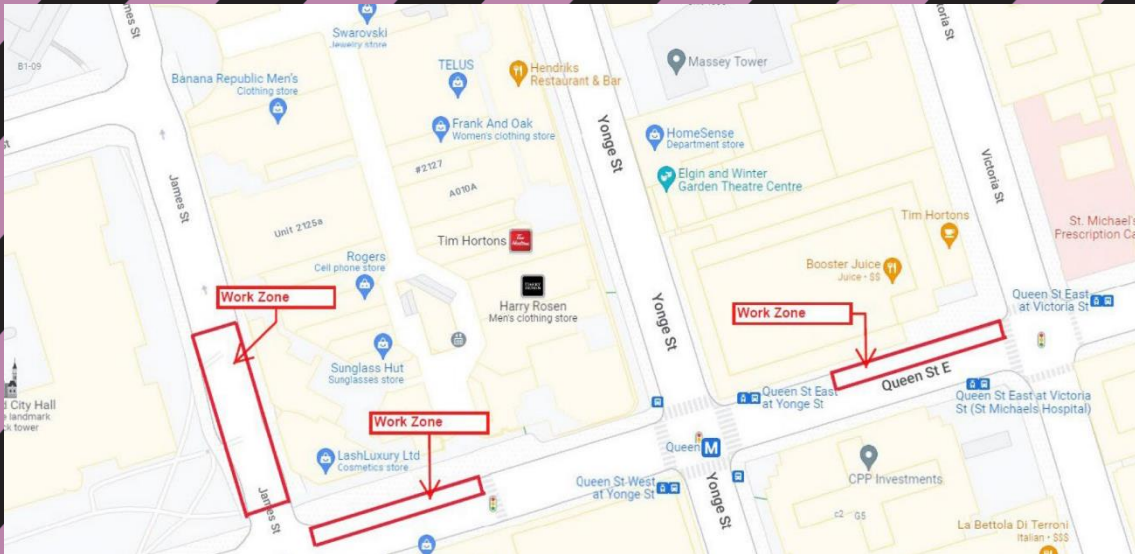 James St
Victoria St
Swarovski
Jewelry store
B1-09
Banana Republic Men's
Clothing store
TELUS
Hendriks
Restaurant & Bar
Massey Tower
Frank And Oak
Women's clothing store
Yonge St
HomeSense
Department store
#2127
A010A
Elgin and Winter
Garden Theatre Centre
Victoria St
James St
Unit 2125a
Tim Hortons
Tim Hortons
St. Michael's
Prescription Ca
Rogers
Cell phone store
Booster Juice
Juice • $$
Work Zone
Harry Rosen
Men's clothing store
Yonge St
Work Zone
Queen St East
at Victoria St
Sunglass Hut
Sunglasses store
Queen St E
d City Hall
e landmark
ck tower
Queen St East
at Yonge St
Queen St East at Victoria
St (St Michaels Hospital)
Work Zone
LashLuxury Ltd
Cosmetics store
Queen
M
CPP Investments
Queen St West
at Yonge St
Yonge St
James St
c2
G5
La Bettola Di Terroni
Italian • $$$